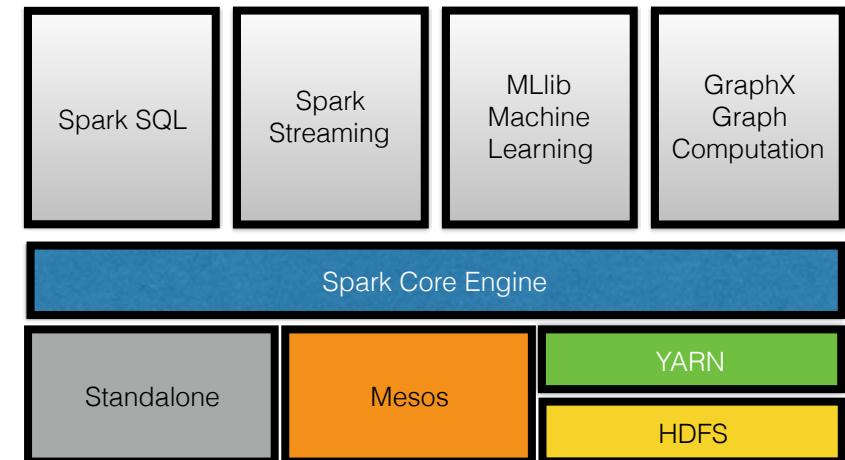 Spark SQL
Spark
Streaming
MLlib
Machine
Learning
GraphX
Graph
Computation
Spark Core Engine
Standalone
Mesos
YARN
HDFS